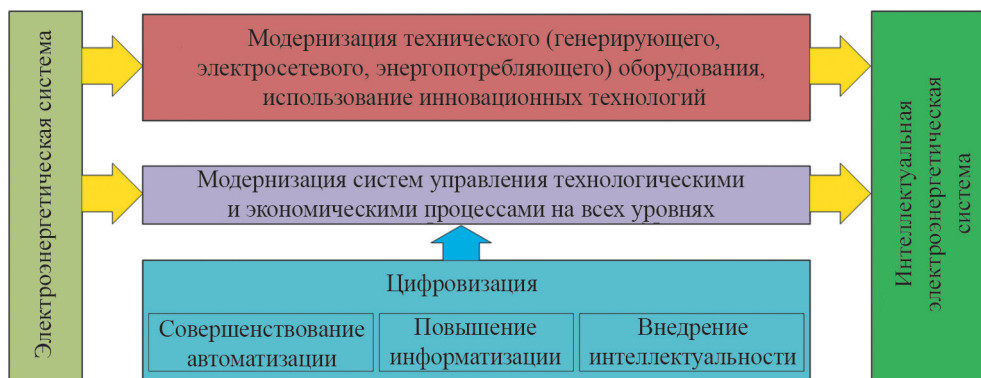 Электроэнергетическая система
Модернизация технического (генерирующего,
электросетевого, энергопотребляющего) оборудования,
использование инновационных технологий
Модернизация систем управления технологическими
и экономическими процессами на всех уровнях
Цифровизация
Совершенствование
автоматизации
Повышение
информатизации
Внедрение
интеллектуальности
Интеллектуальная
электроэнергетическая
система